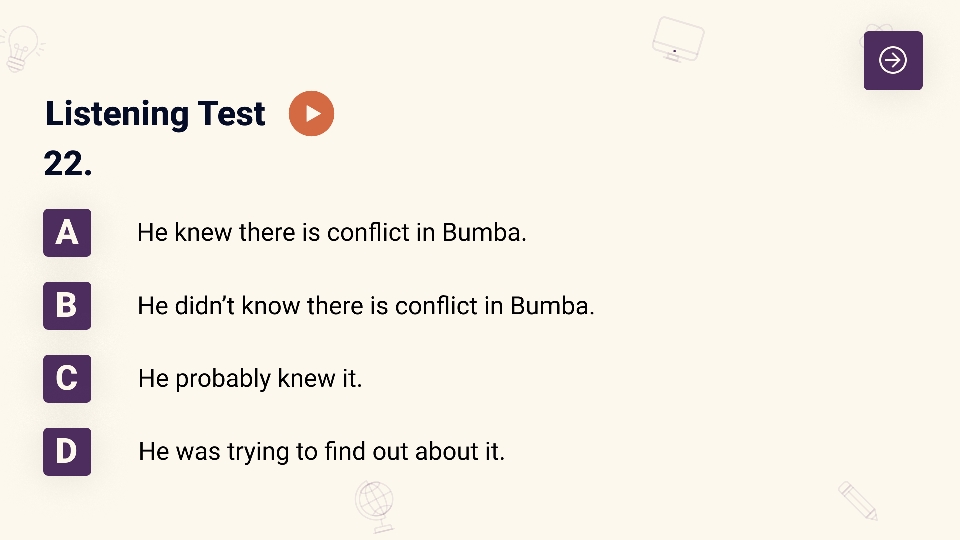 Listening Test
22.
A He knew there is conflict in Bumba.
B He didn’t know there is conflict in Bumba.
C He probably knew it.
D He was trying to find out about it.